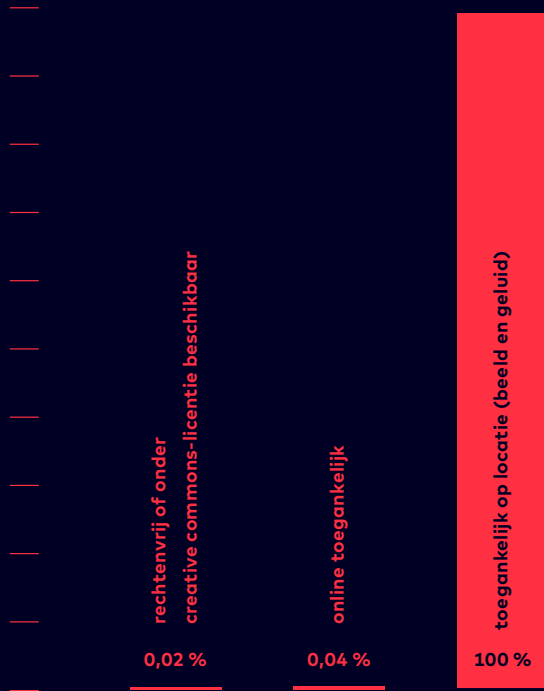 rechtenvrij of onder
creative commons-licentie beschikbaar
0,02 %
online toegankelijk
0,04 %
toegankelijk op locatie (beeld en geluid)
100 %